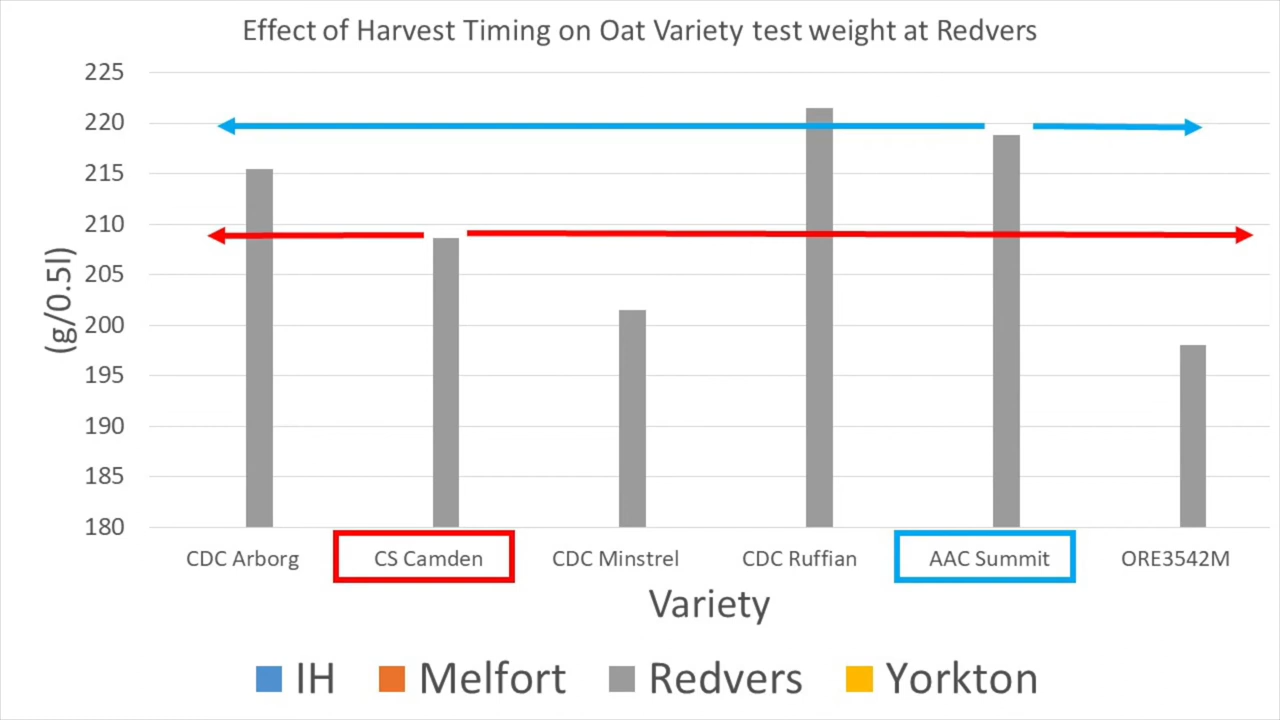 Effect of Harvest Timing on Oat Variety test weight at Redvers
225
220
215
210
205
200
195
190
185
180
(g/0.5l)
CDC Arborg CS Camden CDC Minstrel CDC Ruffian AAC Summit ORE3542M
Variety
IH Melfort Redvers Yorkton